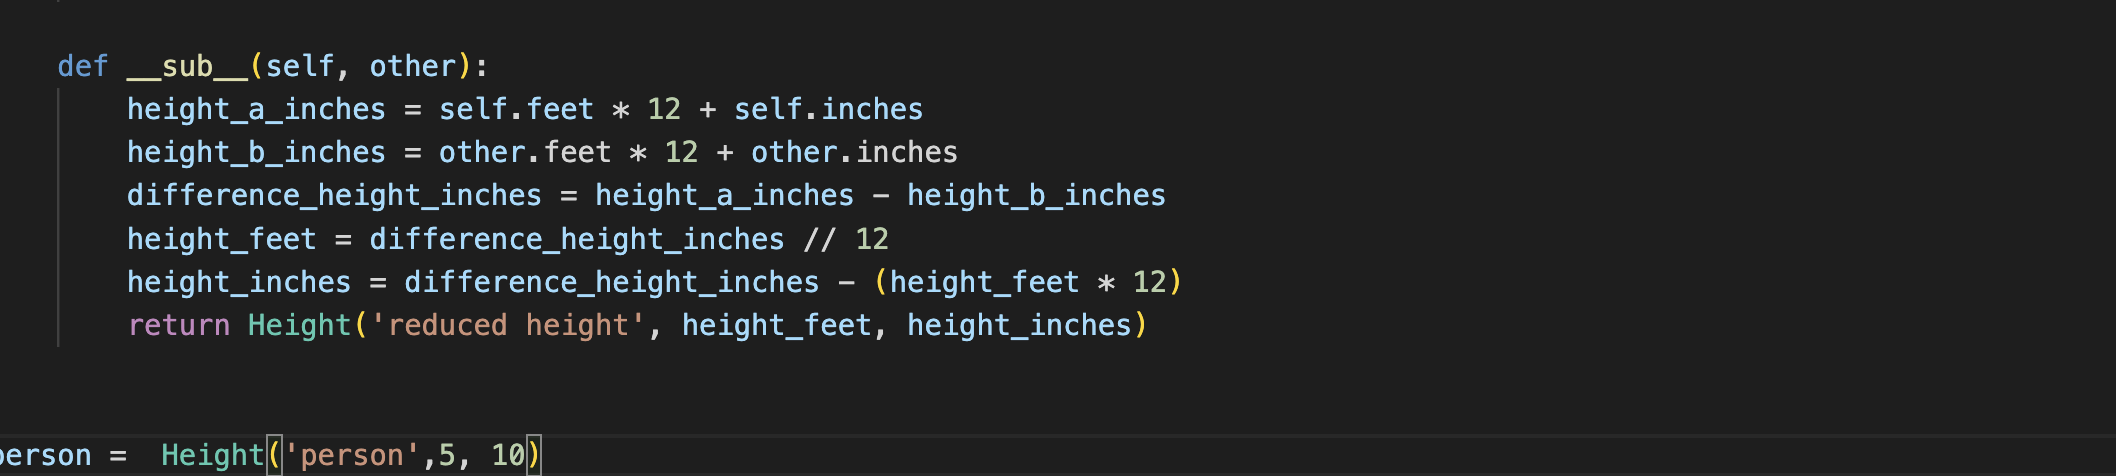 def __sub__(self, other):
height_a_inches = self.feet * 12 + self.inches
height_b_inches = other.feet * 12 + other.inches
difference_height_inches = height_a_inches - height_b_inches
height_feet = difference_height_inches // 12
height_inches = difference_height_inches - (height_feet * 12)
return Height('reduced height', height_feet, height_inches)
person =  Height('person',5, 10)